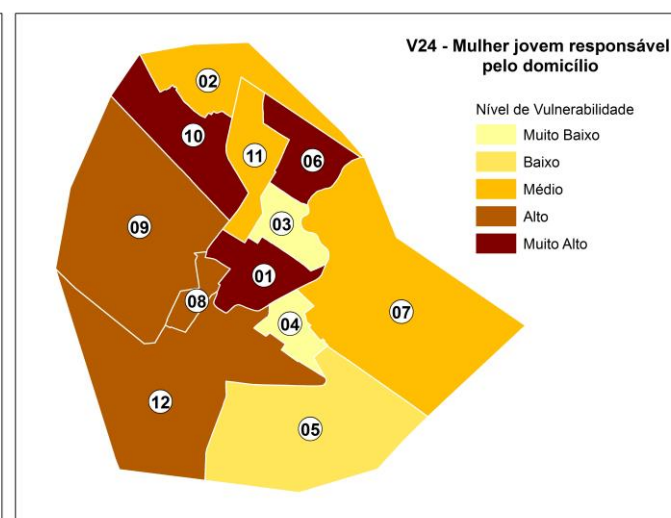 V24 - Mulher jovem responsável
pelo domicílio
Nível de Vulnerabilidade
Muito Baixo
Baixo
Médio
Alto
Muito Alto
02
10
11
06
09
03
01
08
04
07
12
05